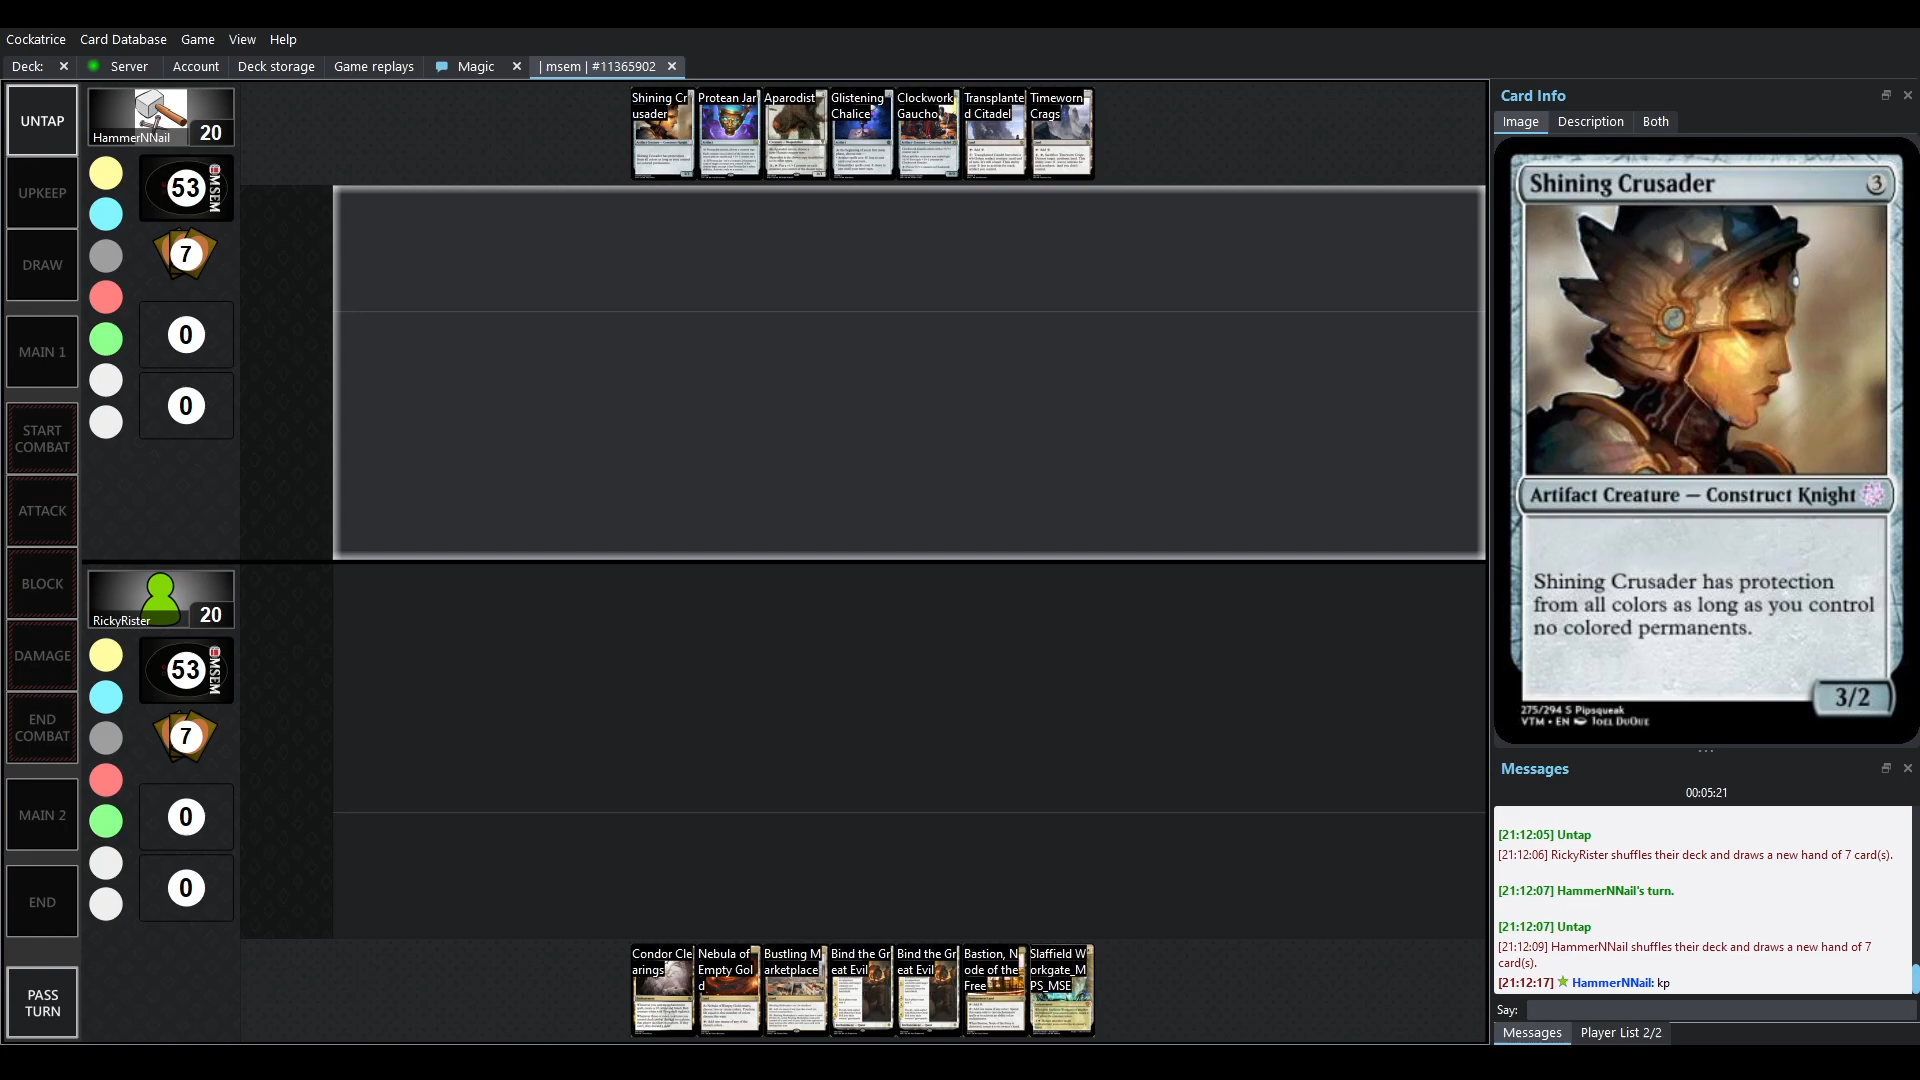 Cockatrice Card Database Game View Help
Deck: Server Account Deck storage Game replays Magic | msem | #11365902
UNTAP
UPKEEP
DRAW
MAIN 1
START
COMBAT
ATTACK
BLOCK
DAMAGE
END
COMBAT
MAIN 2
END
PASS
TURN
HammerNNail
20
53
MSEM
7
0
0
RickyRister
20
53
MSEM
7
0
0
Shining Cr
usader
Protean Jar
Aparodist
Glistening
Chalice
Clockwork
Gaucho
Transplante
d Citadel
Timeworn
Crags
Condor Cle
arings
Nebula of
Empty Gol
d
Bustling M
arketplace
Bind the Gr
eat Evil
Bind the Gr
eat Evil
Bastion, N
ode of the
Free
Slaffield W
orkgate_M
PS_MSE
Card Info
Image Description Both
Shining Crusader 3
Artifact Creature — Construct Knight
Shining Crusader has protection
from all colors as long as you control
no colored permanents.
3/2
275/294 S Pipsqueak
VTM • EN Joel DuQue
Messages
00:05:21
[21:12:05] Untap
[21:12:06] RickyRister shuffles their deck and draws a new hand of 7 card(s).
[21:12:07] HammerNNail's turn.
[21:12:07] Untap
[21:12:09] HammerNNail shuffles their deck and draws a new hand of 7
card(s).
[21:12:17] HammerNNail: kp
Say:
Messages Player List 2/2